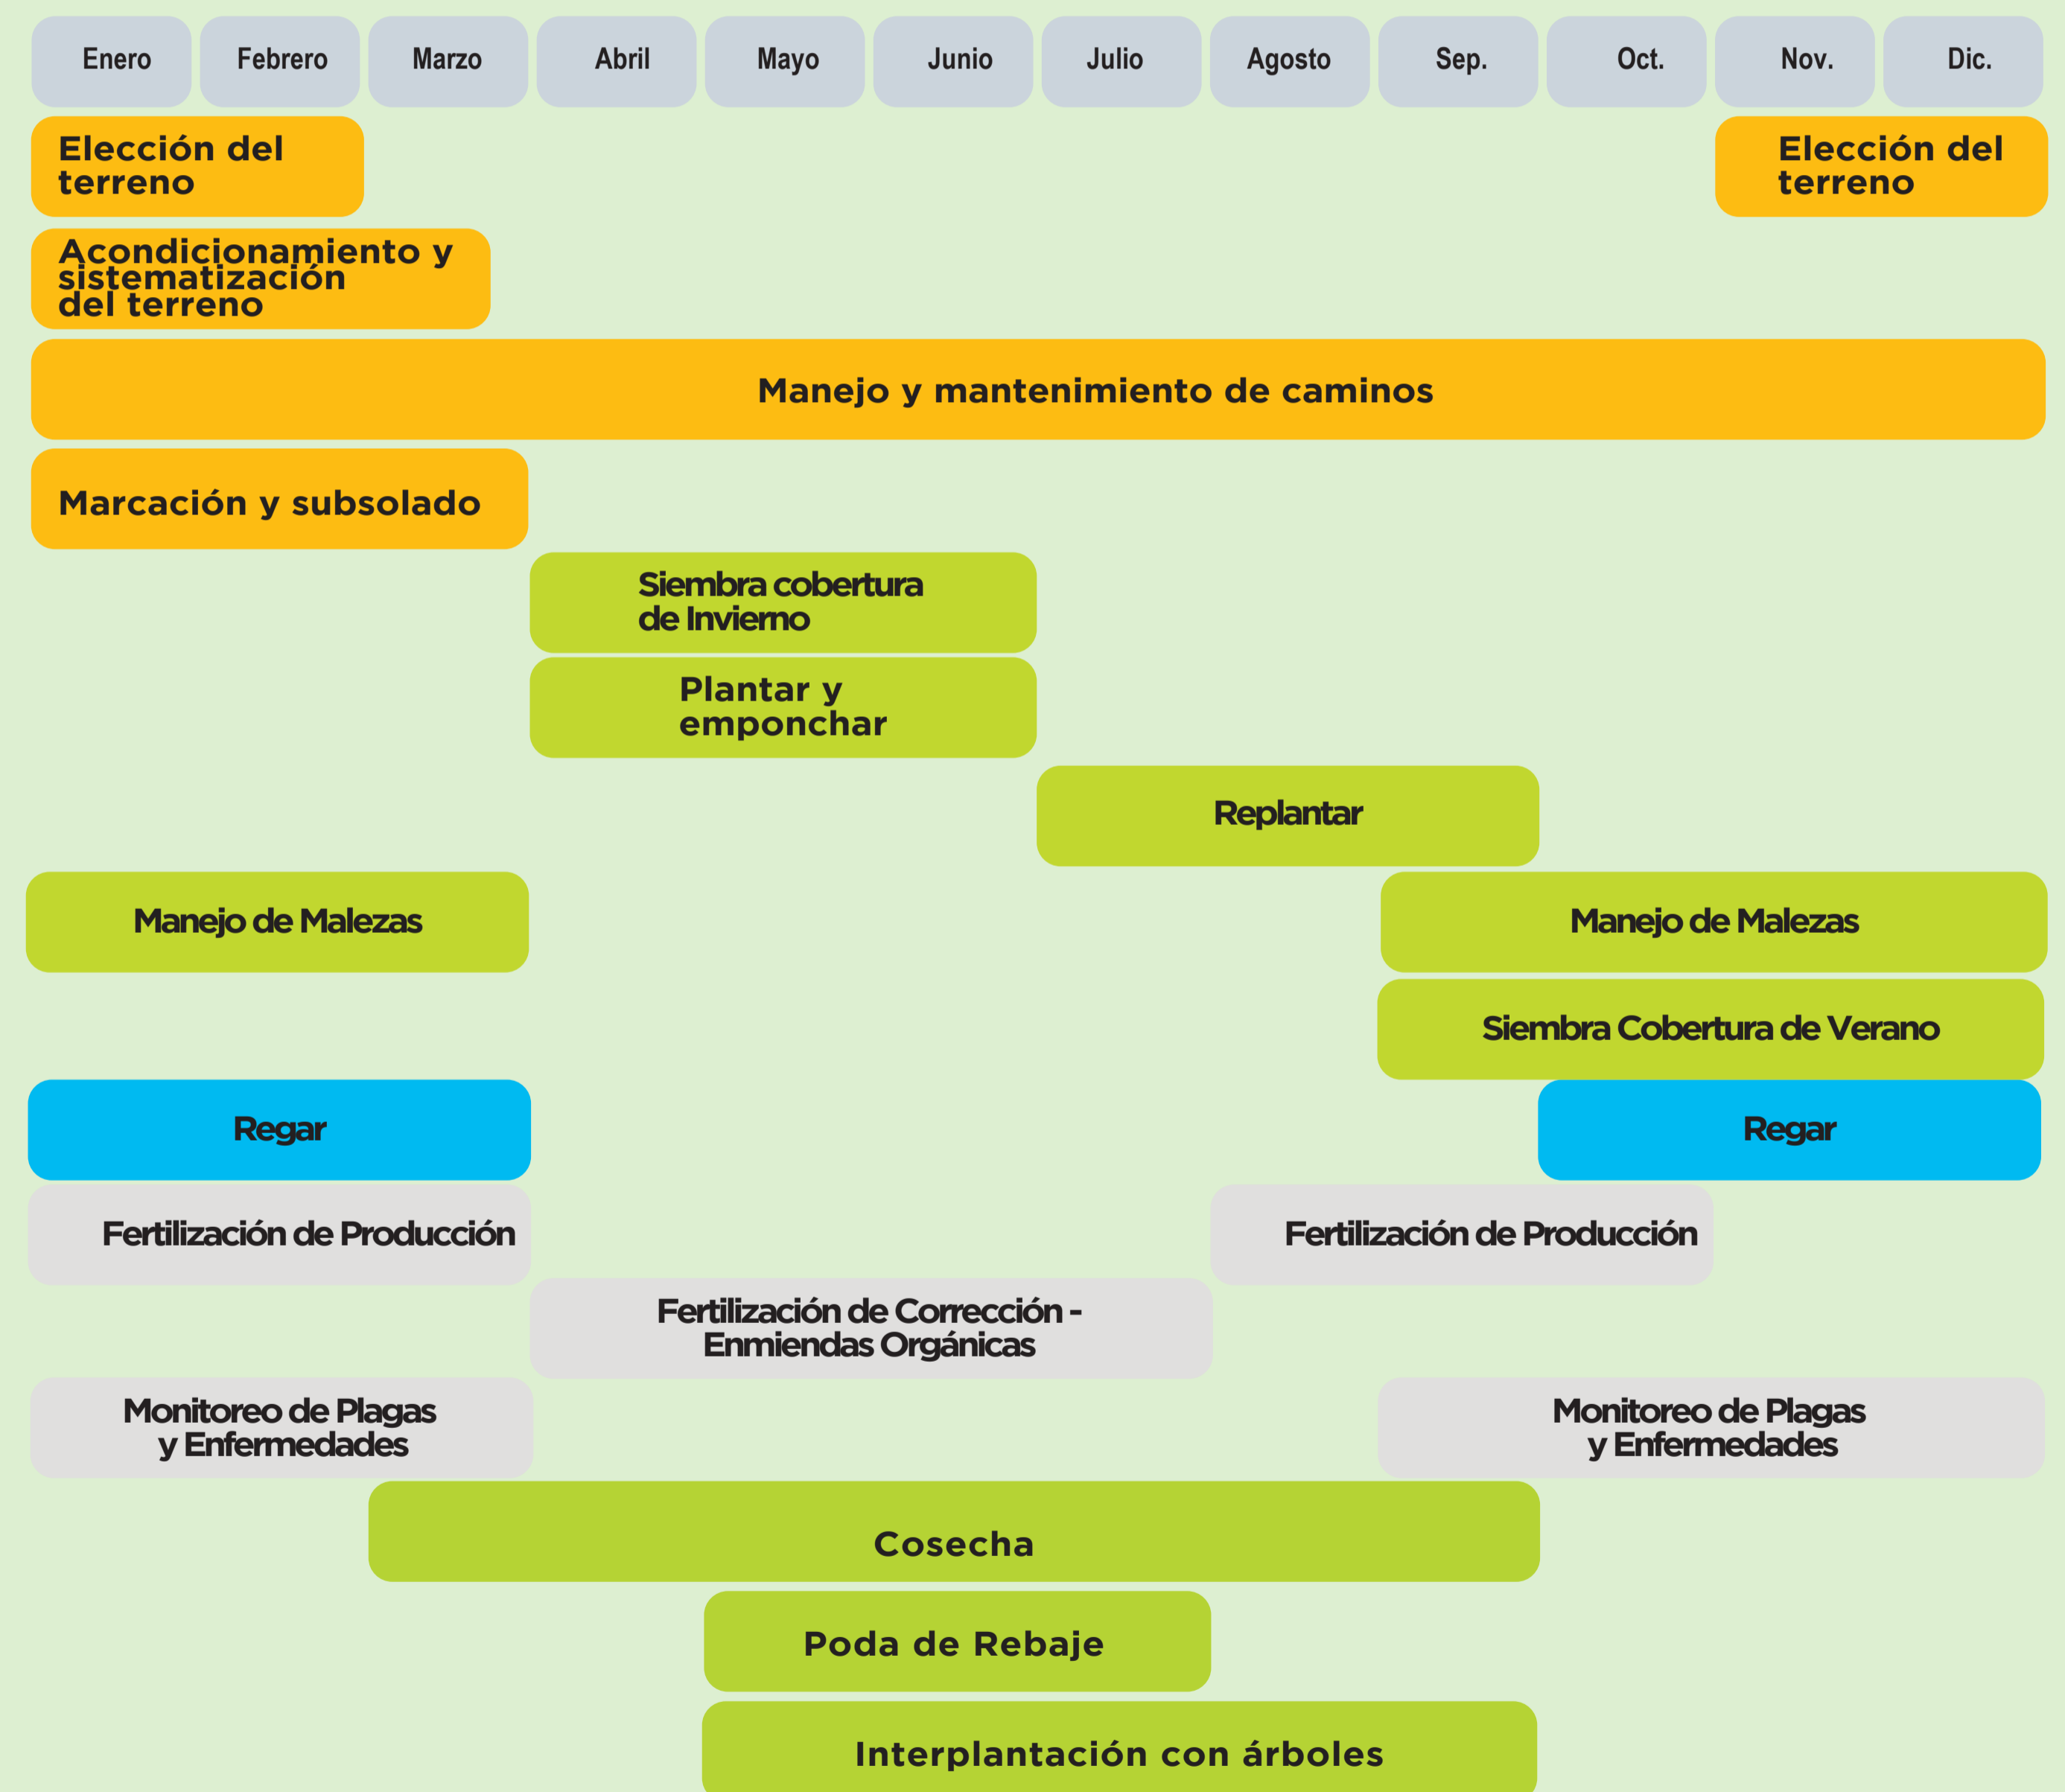 Enero Febrero Marzo Abril Mayo Junio Julio Agosto Sep. Oct. Nov. Dic.
Elección del
terreno
Elección del
terreno
Acondicionamiento y
sistematización
del terreno
Manejo y mantenimiento de caminos
Marcación y subsolado
Siembra cobertura
de Invierno
Plantar y
emponchar
Replantar
Manejo de Malezas
Manejo de Malezas
Siembra Cobertura de Verano
Regar
Regar
Fertilización de Producción
Fertilización de Producción
Fertilización de Corrección -
Enmiendas Orgánicas
Monitoreo de Plagas
y Enfermedades
Monitoreo de Plagas
y Enfermedades
Cosecha
Poda de Rebaje
Interplantación con árboles